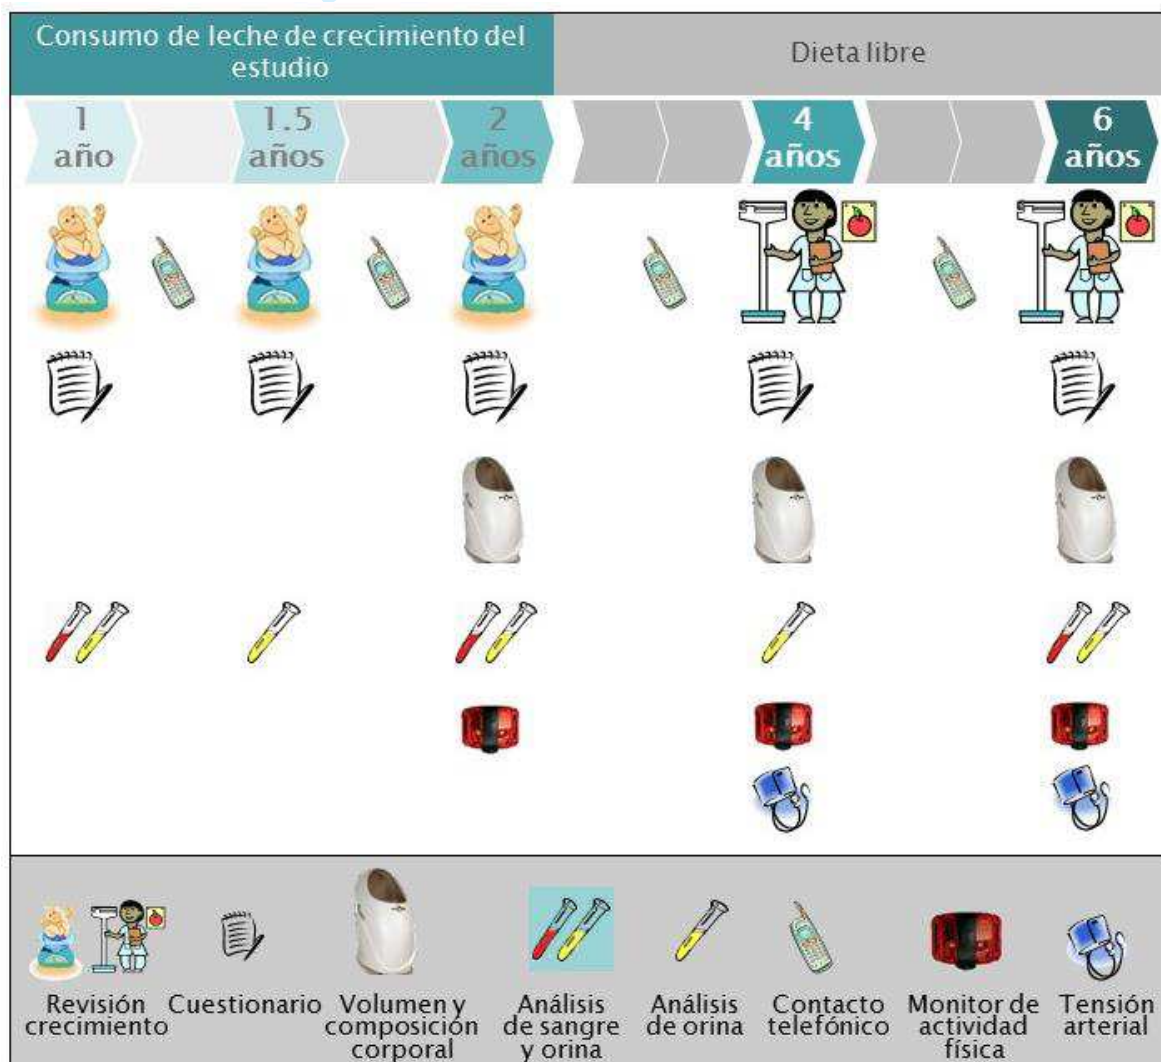 Consumo de leche de crecimiento del
estudio
Dieta libre
1
año
1.5
años
2
años
4
años
6
años
Revisión
crecimiento
Cuestionario
Volumen y
composición
corporal
Análisis
de sangre
y orina
Análisis
de orina
Contacto
telefónico
Monitor de
actividad
física
Tensión
arterial